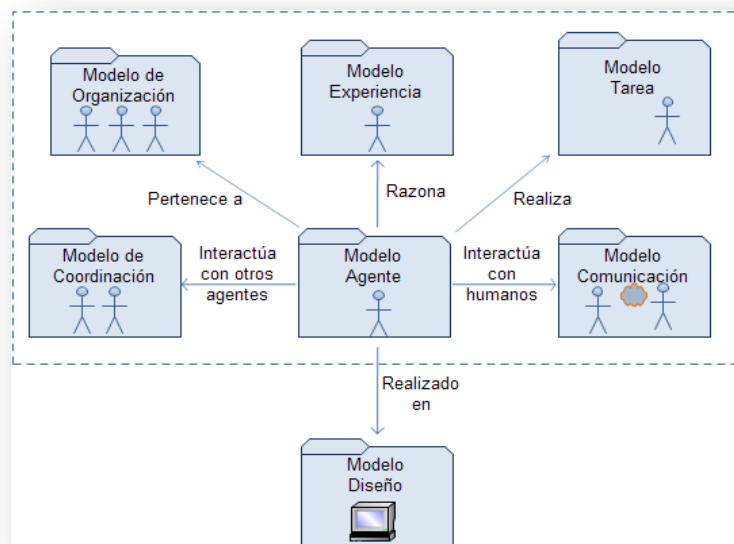 Modelo de
Organización
Modelo
Experiencia
Modelo
Tarea
Pertenece a
Razona
Realiza
Modelo de
Coordinación
Interactúa
con otros
agentes
Modelo
Agente
Interactúa
con
humanos
Modelo
Comunicación
Realizado
en
Modelo
Diseño